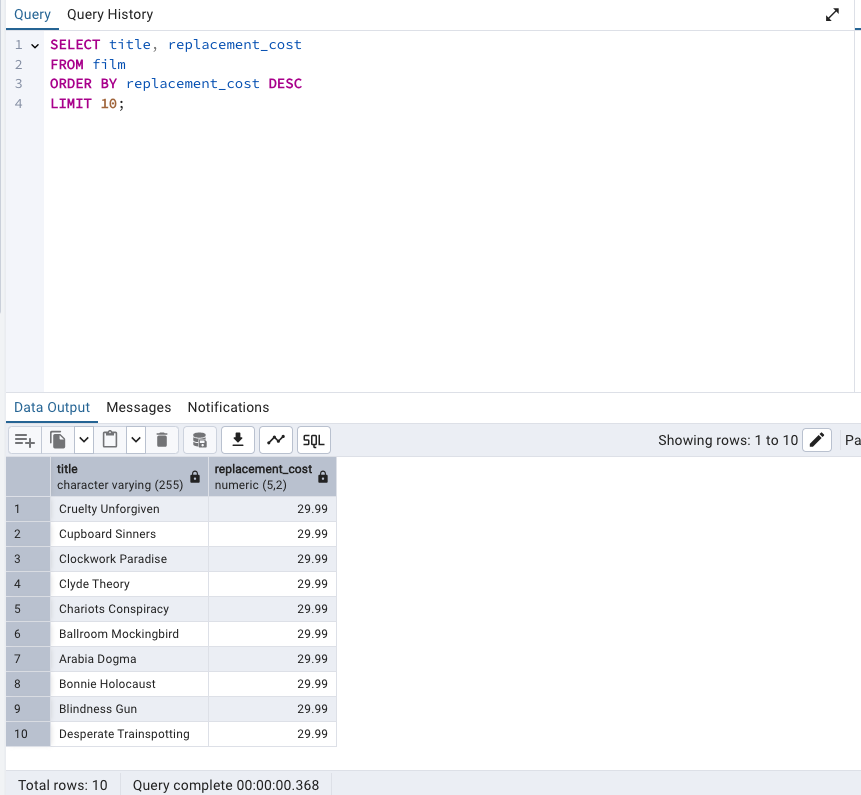 Query Query History
1 SELECT title, replacement_cost
2 FROM film
3 ORDER BY replacement_cost DESC
4 LIMIT 10;
Data Output Messages Notifications
SQL Showing rows: 1 to 10 Pa
title replacement_cost
character varying (255) numeric (5,2)
1 Cruelty Unforgiven 29.99
2 Cupboard Sinners 29.99
3 Clockwork Paradise 29.99
4 Clyde Theory 29.99
5 Chariots Conspiracy 29.99
6 Ballroom Mockingbird 29.99
7 Arabia Dogma 29.99
8 Bonnie Holocaust 29.99
9 Blindness Gun 29.99
10 Desperate Trainspotting 29.99
Total rows: 10 Query complete 00:00:00.368